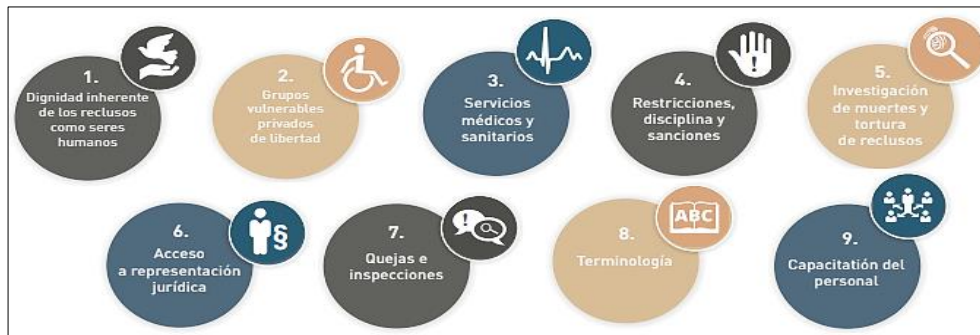 1.
Dignidad inherente
de los reclusos
como seres
humanos
2.
Grupos
vulnerables
privados
de libertad
3.
Servicios
médicos y
sanitarios
4.
Restricciones,
disciplina y
sanciones
5.
Investigación
de muertes y
tortura
de reclusos
6.
Acceso
a representación
jurídica
7.
Quejas e
inspecciones
8.
Terminología
ABC
9.
Capacitatión del
personal